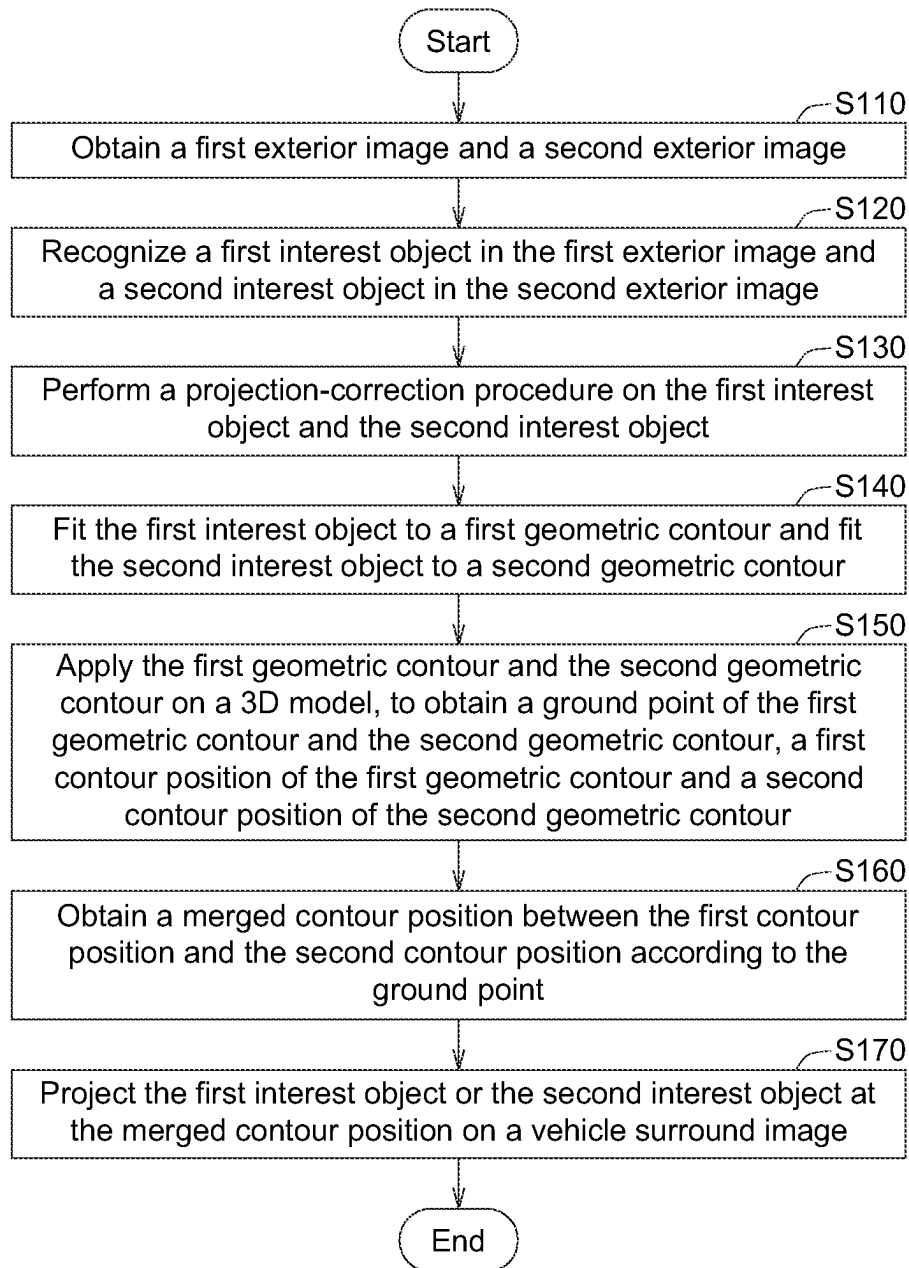 Start
S110
Obtain a first exterior image and a second exterior image
S120
Recognize a first interest object in the first exterior image and
a second interest object in the second exterior image
S130
Perform a projection-correction procedure on the first interest
object and the second interest object
S140
Fit the first interest object to a first geometric contour and fit
the second interest object to a second geometric contour
S150
Apply the first geometric contour and the second geometric
contour on a 3D model, to obtain a ground point of the first
geometric contour and the second geometric contour, a first
contour position of the first geometric contour and a second
contour position of the second geometric contour
S160
Obtain a merged contour position between the first contour
position and the second contour position according to the
ground point
S170
Project the first interest object or the second interest object at
the merged contour position on a vehicle surround image
End